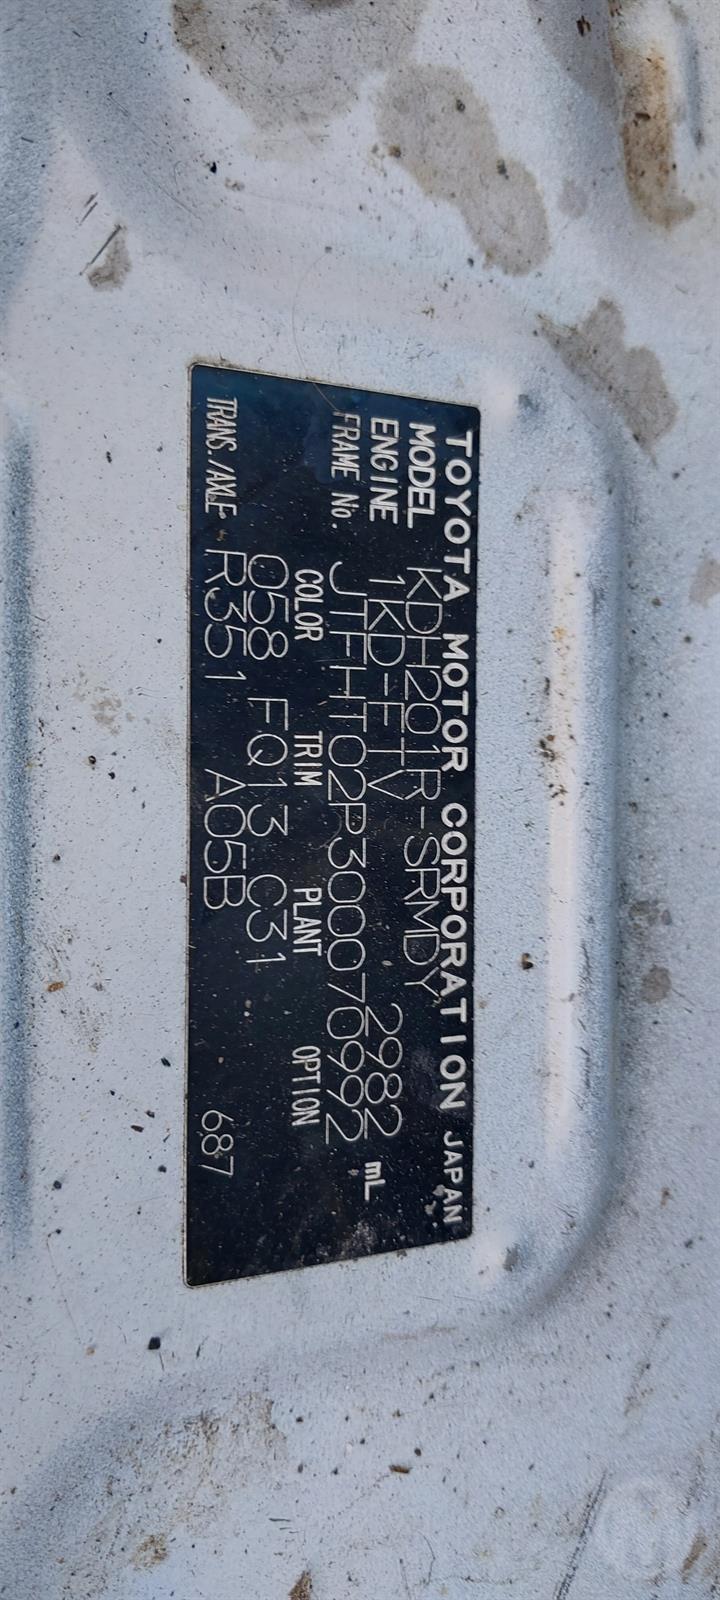 TOYOTA MOTOR CORPORATION JAPAN
MODEL KDH201R-SRMDY
ENGINE 1KD-FTV 2982 mL
FRAME No. JTFHT02P300070992
COLOR TRIM PLANT OPTION
058 FQ13 C31
TRANS./AXLE R351 A05B 687